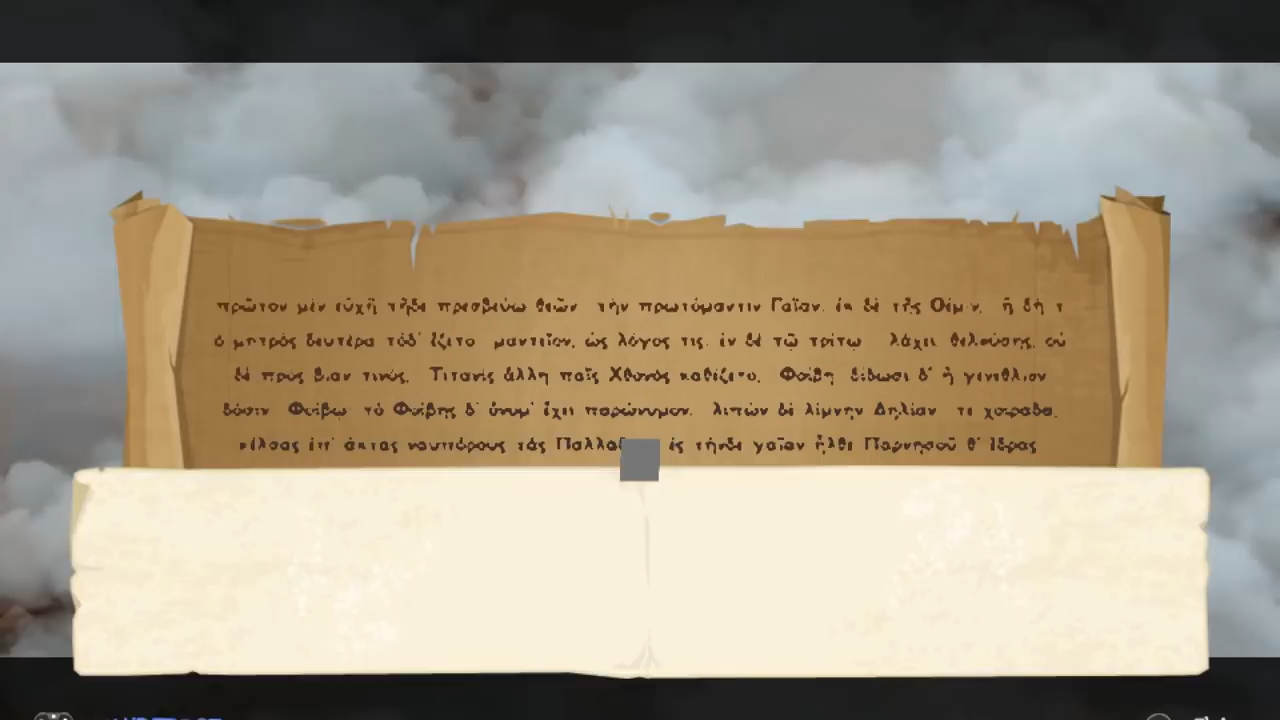 πρῶτον μὲν εὐχῇ τῇδε πρεσβεύω θεῶν τὴν πρωτόμαντιν Γαῖαν. ἐκ δὲ τῆς Θέμιν, ἣ δὴ τ
ὸ μητρὸς δευτέρα τόδ' ἕζετο μαντεῖον, ὡς λόγος τις. ἐν δὲ τῷ τρίτῳ λάχει, θελούσης, οὐ
δὲ πρὸς βίαν τινός, Τιτανὶς ἄλλη παῖς Χθονὸς καθέζετο, Φοίβη. δίδωσι δ' ἣ γενέθλιον
δόσιν Φοίβῳ· τὸ Φοίβης δ' ὄνομ' ἔχει παρώνυμον. λιπὼν δὲ λίμνην Δηλίαν τε χοιράδα,
κέλσας ἐπ' ἀκτὰς ναυπόρους τὰς ἐς τήνδε γαῖαν ἦλθε Παρνησοῦ θ' ἕδρας